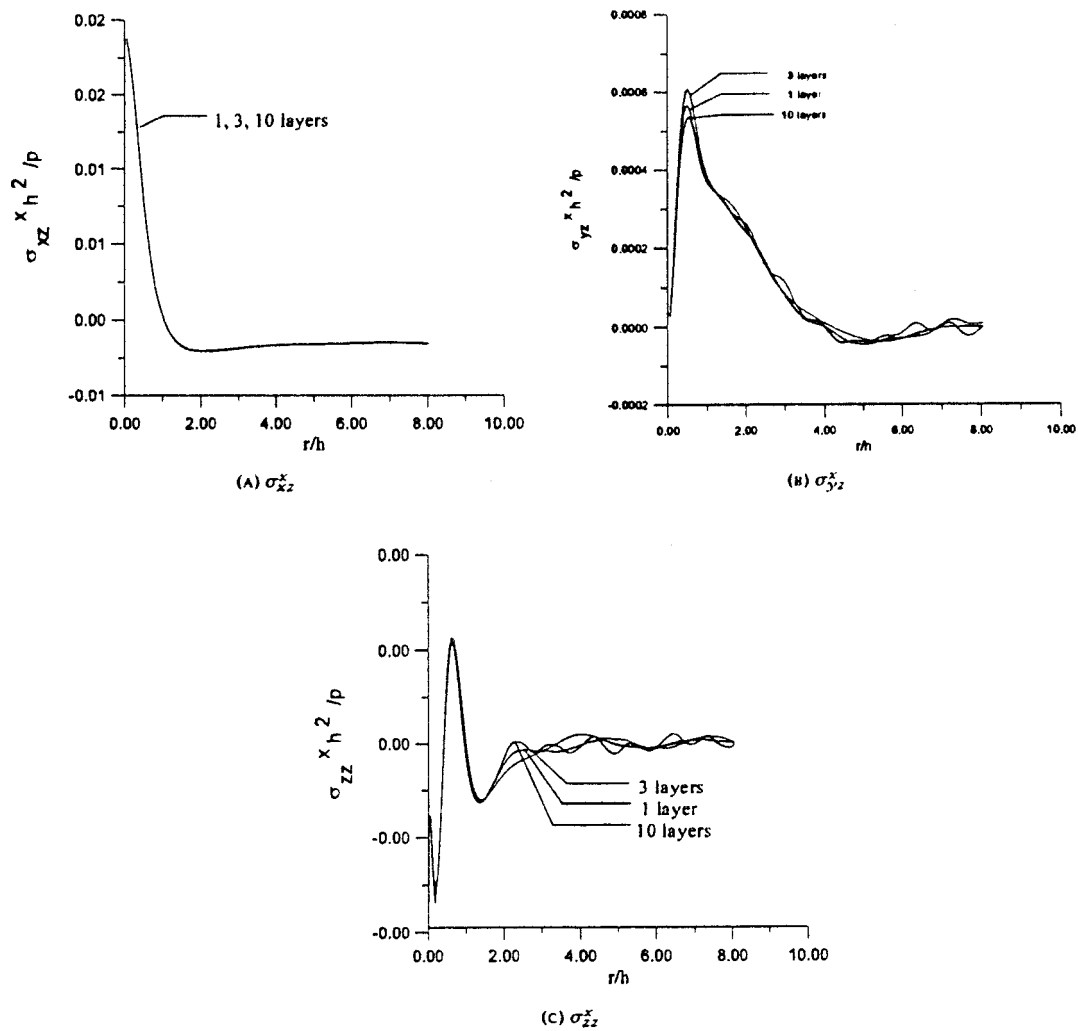 0.02
0.02
0.01
0.01
0.00
-0.01
σxz^x h^2 /p
1, 3, 10 layers
0.00 2.00 4.00 6.00 8.00 10.00
r/h
(A) σ^x_xz
0.0008
0.0006
0.0004
0.0002
0.0000
-0.0002
σyz^x h^2 /p
3 layers
1 layer
10 layers
0.00 2.00 4.00 6.00 8.00 10.00
r/h
(B) σ^x_yz
0.00
0.00
0.00
-0.00
-0.00
σzz^x h^2 /p
3 layers
1 layer
10 layers
0.00 2.00 4.00 6.00 8.00 10.00
r/h
(C) σ^x_zz